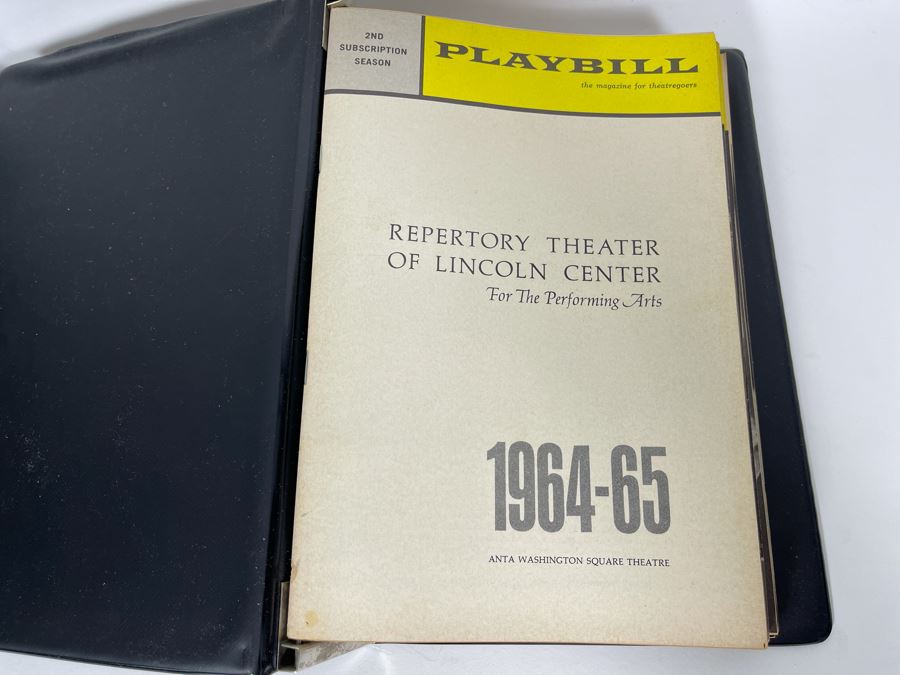 2ND
SUBSCRIPTION
SEASON
PLAYBILL
the magazine for theatregoers
REPERTORY THEATER
OF LINCOLN CENTER
For The Performing Arts
1964-65
ANTA WASHINGTON SQUARE THEATRE